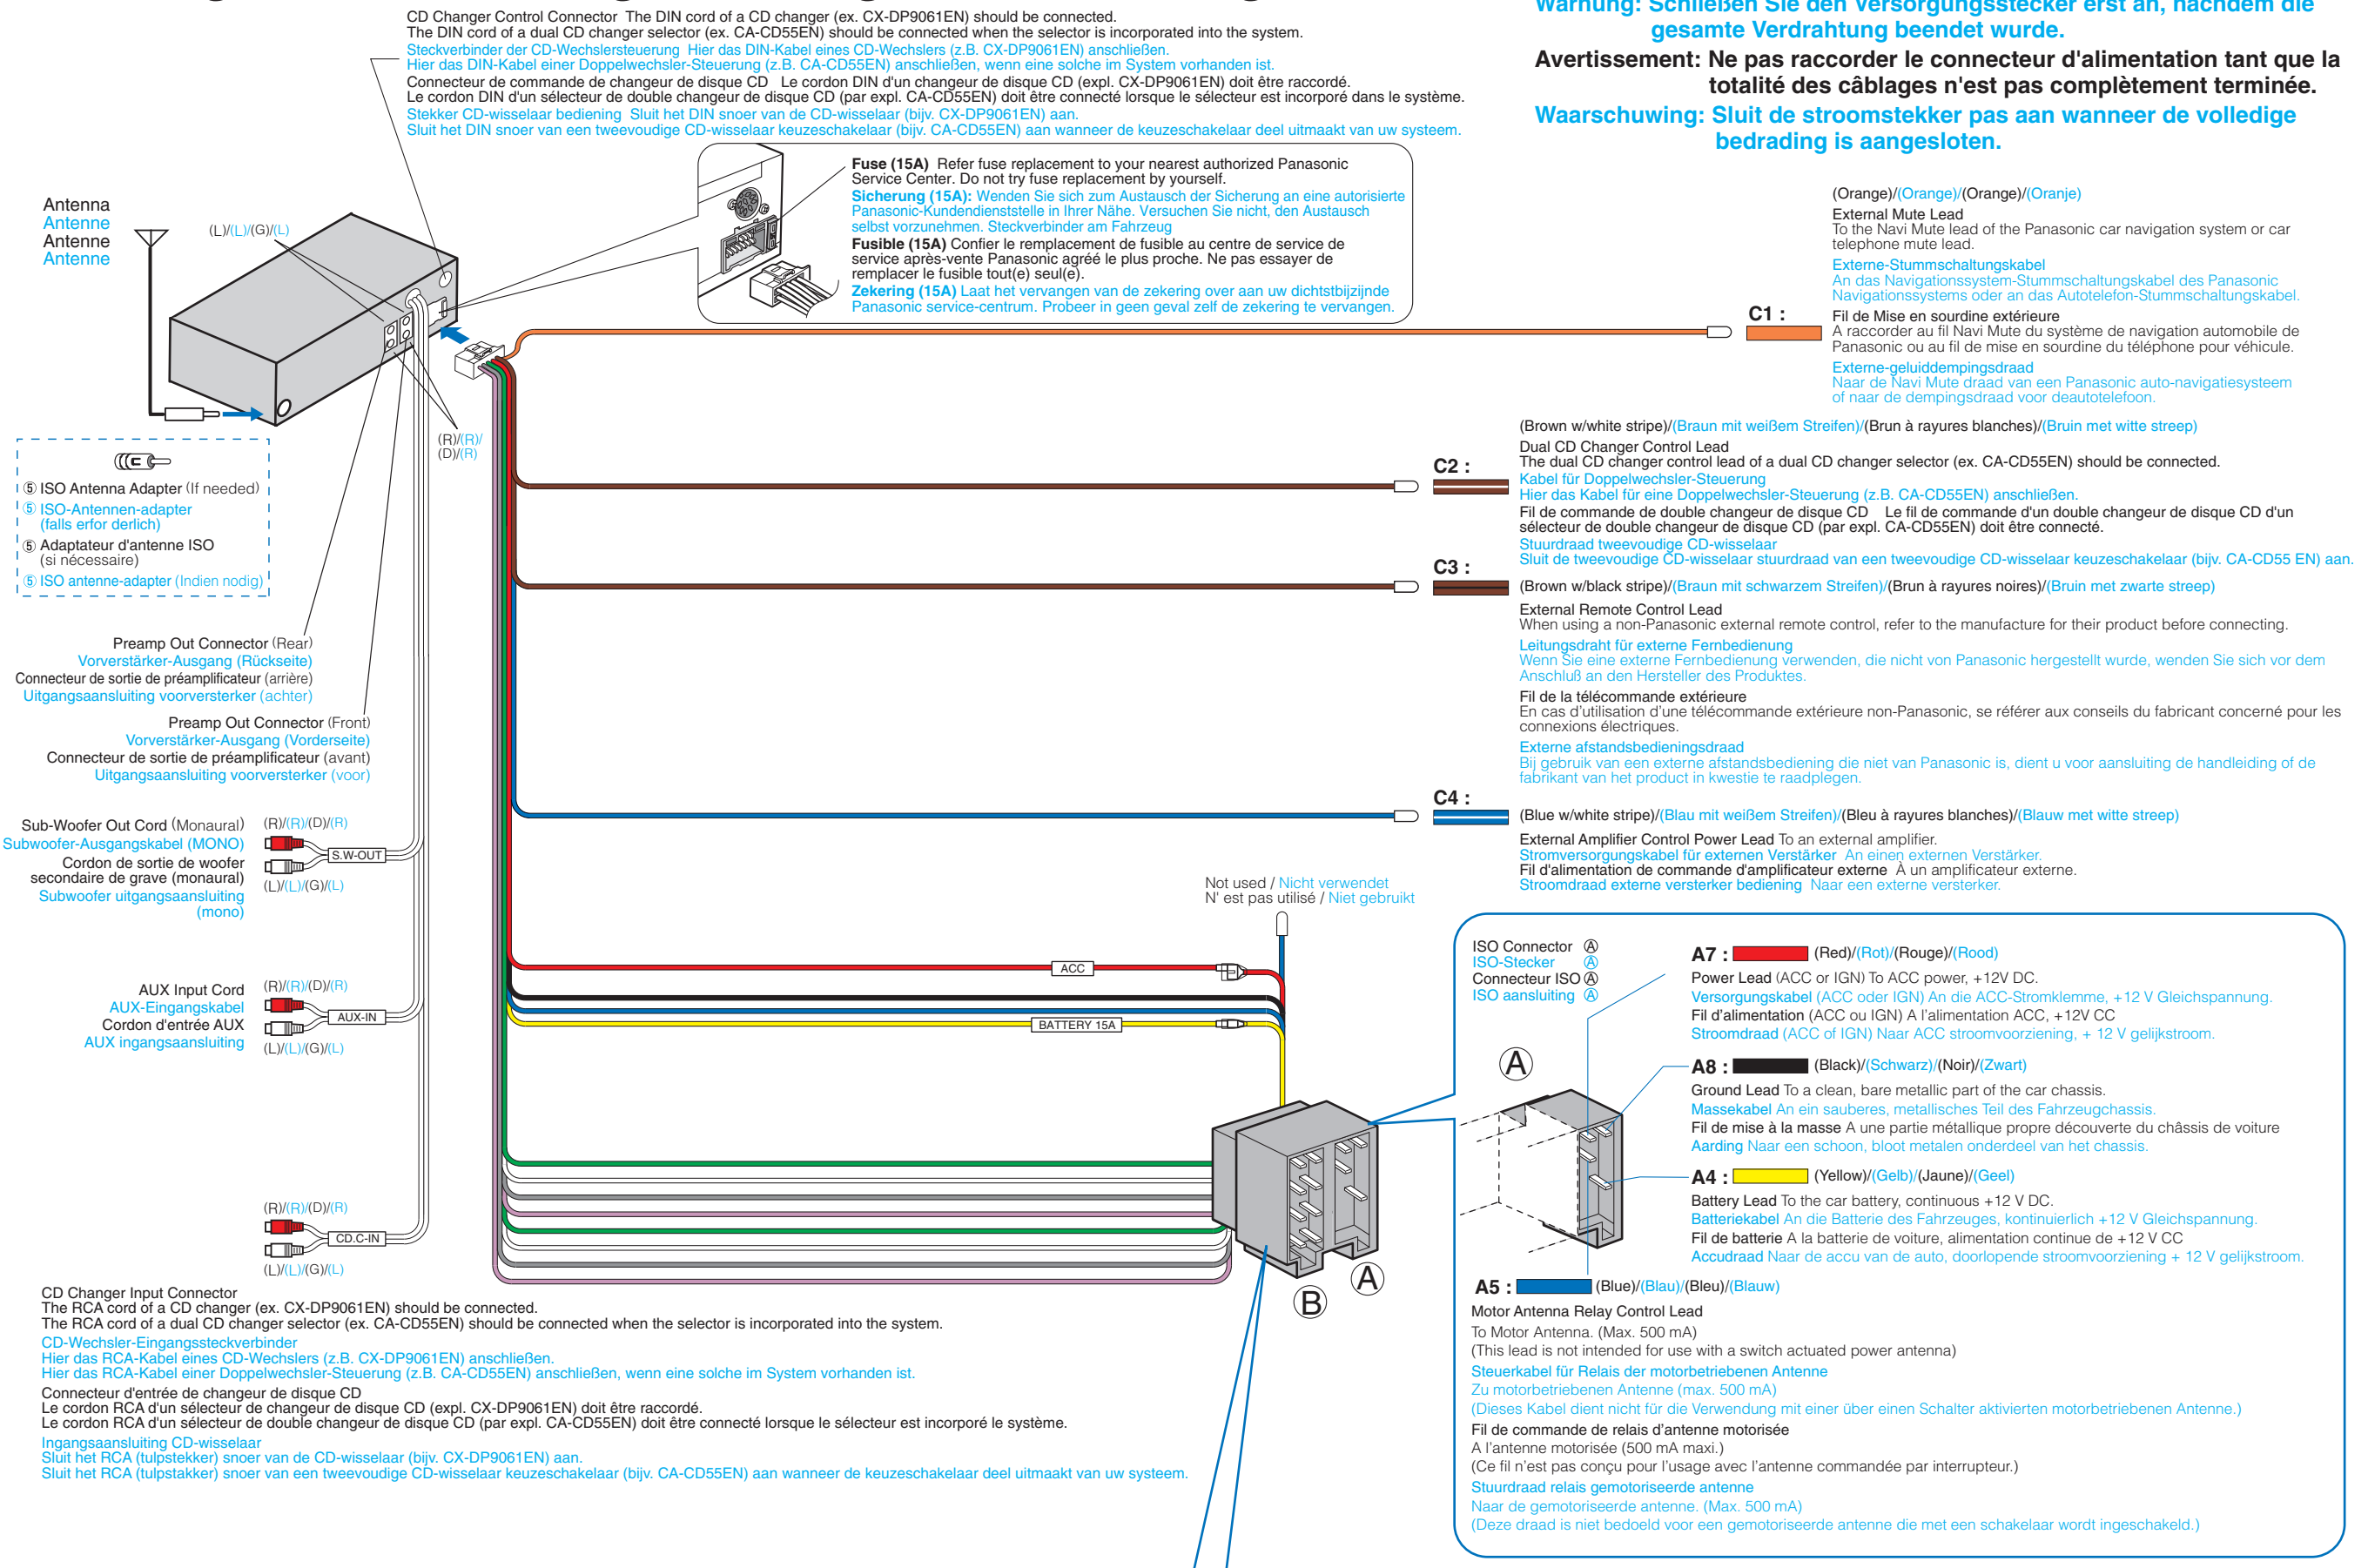 CD Changer Control Connector  The DIN cord of a CD changer (ex. CX-DP9061EN) should be connected.
The DIN cord of a dual CD changer selector (ex. CA-CD55EN) should be connected when the selector is incorporated into the system.
Steckverbinder der CD-Wechslersteuerung  Hier das DIN-Kabel eines CD-Wechslers (z.B. CX-DP9061EN) anschließen.
Hier das DIN-Kabel einer Doppelwechsler-Steuerung (z.B. CA-CD55EN) anschließen, wenn eine solche im System vorhanden ist.
Connecteur de commande de changeur de disque CD   Le cordon DIN d'un changeur de disque CD (expl. CX-DP9061EN) doit être raccordé.
Le cordon DIN d'un sélecteur de double changeur de disque CD (par expl. CA-CD55EN) doit être connecté lorsque le sélecteur est incorporé dans le système.
Stekker CD-wisselaar bediening  Sluit het DIN snoer van de CD-wisselaar (bijv. CX-DP9061EN) aan.
Sluit het DIN snoer van een tweevoudige CD-wisselaar keuzeschakelaar (bijv. CA-CD55EN) aan wanneer de keuzeschakelaar deel uitmaakt van uw systeem.
Warnung: Schließen Sie den Versorgungsstecker erst an, nachdem die
gesamte Verdrahtung beendet wurde.
Avertissement: Ne pas raccorder le connecteur d'alimentation tant que la
totalité des câblages n'est pas complètement terminée.
Waarschuwing: Sluit de stroomstekker pas aan wanneer de volledige
bedrading is aangesloten.
Fuse (15A)  Refer fuse replacement to your nearest authorized Panasonic
Service Center. Do not try fuse replacement by yourself.
Sicherung (15A): Wenden Sie sich zum Austausch der Sicherung an eine autorisierte
Panasonic-Kundendienststelle in Ihrer Nähe. Versuchen Sie nicht, den Austausch
selbst vorzunehmen. Steckverbinder am Fahrzeug
Fusible (15A) Confier le remplacement de fusible au centre de service de
service après-vente Panasonic agréé le plus proche. Ne pas essayer de
remplacer le fusible tout(e) seul(e).
Zekering (15A) Laat het vervangen van de zekering over aan uw dichtstbijzijnde
Panasonic service-centrum. Probeer in geen geval zelf de zekering te vervangen.
Antenna
Antenne
Antenne
Antenne
(L)/(L)/(G)/(L)
(R)/(R)/
(D)/(R)
⑤ ISO Antenna Adapter (If needed)
⑤ ISO-Antennen-adapter
(falls erfor derlich)
⑤ Adaptateur d'antenne ISO
(si nécessaire)
⑤ ISO antenne-adapter (Indien nodig)
Preamp Out Connector (Rear)
Vorverstärker-Ausgang (Rückseite)
Connecteur de sortie de préamplificateur (arrière)
Uitgangsaansluiting voorversterker (achter)
Preamp Out Connector (Front)
Vorverstärker-Ausgang (Vorderseite)
Connecteur de sortie de préamplificateur (avant)
Uitgangsaansluiting voorversterker (voor)
Sub-Woofer Out Cord (Monaural)
Subwoofer-Ausgangskabel (MONO)
Cordon de sortie de woofer
secondaire de grave (monaural)
Subwoofer uitgangsaansluiting
(mono)
(R)/(R)/(D)/(R)
S.W-OUT
(L)/(L)/(G)/(L)
AUX Input Cord
AUX-Eingangskabel
Cordon d'entrée AUX
AUX ingangsaansluiting
(R)/(R)/(D)/(R)
AUX-IN
(L)/(L)/(G)/(L)
(R)/(R)/(D)/(R)
CD.C-IN
(L)/(L)/(G)/(L)
CD Changer Input Connector
The RCA cord of a CD changer (ex. CX-DP9061EN) should be connected.
The RCA cord of a dual CD changer selector (ex. CA-CD55EN) should be connected when the selector is incorporated into the system.
CD-Wechsler-Eingangssteckverbinder
Hier das RCA-Kabel eines CD-Wechslers (z.B. CX-DP9061EN) anschließen.
Hier das RCA-Kabel einer Doppelwechsler-Steuerung (z.B. CA-CD55EN) anschließen, wenn eine solche im System vorhanden ist.
Connecteur d'entrée de changeur de disque CD
Le cordon RCA d'un sélecteur de changeur de disque CD (expl. CX-DP9061EN) doit être raccordé.
Le cordon RCA d'un sélecteur de double changeur de disque CD (par expl. CA-CD55EN) doit être connecté lorsque le sélecteur est incorporé le système.
Ingangsaansluiting CD-wisselaar
Sluit het RCA (tulpstekker) snoer van de CD-wisselaar (bijv. CX-DP9061EN) aan.
Sluit het RCA (tulpstakker) snoer van een tweevoudige CD-wisselaar keuzeschakelaar (bijv. CA-CD55EN) aan wanneer de keuzeschakelaar deel uitmaakt van uw systeem.
C1 :
(Orange)/(Orange)/(Orange)/(Oranje)
External Mute Lead
To the Navi Mute lead of the Panasonic car navigation system or car
telephone mute lead.
Externe-Stummschaltungskabel
An das Navigationssystem-Stummschaltungskabel des Panasonic
Navigationssystems oder an das Autotelefon-Stummschaltungskabel.
Fil de Mise en sourdine extérieure
A raccorder au fil Navi Mute du système de navigation automobile de
Panasonic ou au fil de mise en sourdine du téléphone pour véhicule.
Externe-geluiddempingsdraad
Naar de Navi Mute draad van een Panasonic auto-navigatiesysteem
of naar de dempingsdraad voor deautotelefoon.
C2 :
(Brown w/white stripe)/(Braun mit weißem Streifen)/(Brun à rayures blanches)/(Bruin met witte streep)
Dual CD Changer Control Lead
The dual CD changer control lead of a dual CD changer selector (ex. CA-CD55EN) should be connected.
Kabel für Doppelwechsler-Steuerung
Hier das Kabel für eine Doppelwechsler-Steuerung (z.B. CA-CD55EN) anschließen.
Fil de commande de double changeur de disque CD    Le fil de commande d'un double changeur de disque CD d'un
sélecteur de double changeur de disque CD (par expl. CA-CD55EN) doit être connecté.
Stuurdraad tweevoudige CD-wisselaar
Sluit de tweevoudige CD-wisselaar stuurdraad van een tweevoudige CD-wisselaar keuzeschakelaar (bijv. CA-CD55 EN) aan.
C3 :
(Brown w/black stripe)/(Braun mit schwarzem Streifen)/(Brun à rayures noires)/(Bruin met zwarte streep)
External Remote Control Lead
When using a non-Panasonic external remote control, refer to the manufacture for their product before connecting.
Leitungsdraht für externe Fernbedienung
Wenn Sie eine externe Fernbedienung verwenden, die nicht von Panasonic hergestellt wurde, wenden Sie sich vor dem
Anschluß an den Hersteller des Produktes.
Fil de la télécommande extérieure
En cas d'utilisation d'une télécommande extérieure non-Panasonic, se référer aux conseils du fabricant concerné pour les
connexions électriques.
Externe afstandsbedieningsdraad
Bij gebruik van een externe afstandsbediening die niet van Panasonic is, dient u voor aansluiting de handleiding of de
fabrikant van het product in kwestie te raadplegen.
C4 :
(Blue w/white stripe)/(Blau mit weißem Streifen)/(Bleu à rayures blanches)/(Blauw met witte streep)
External Amplifier Control Power Lead To an external amplifier.
Stromversorgungskabel für externen Verstärker  An einen externen Verstärker.
Fil d'alimentation de commande d'amplificateur externe  À un amplificateur externe.
Stroomdraad externe versterker bediening  Naar een externe versterker.
Not used / Nicht verwendet
N' est pas utilisé / Niet gebruikt
ACC
BATTERY 15A
A
B
ISO Connector Ⓐ
ISO-Stecker Ⓐ
Connecteur ISO Ⓐ
ISO aansluiting Ⓐ
A
A7 : (Red)/(Rot)/(Rouge)/(Rood)
Power Lead (ACC or IGN) To ACC power, +12V DC.
Versorgungskabel (ACC oder IGN) An die ACC-Stromklemme, +12 V Gleichspannung.
Fil d'alimentation (ACC ou IGN) A l'alimentation ACC, +12V CC
Stroomdraad (ACC of IGN) Naar ACC stroomvoorziening, + 12 V gelijkstroom.
A8 : (Black)/(Schwarz)/(Noir)/(Zwart)
Ground Lead To a clean, bare metallic part of the car chassis.
Massekabel An ein sauberes, metallisches Teil des Fahrzeugchassis.
Fil de mise à la masse A une partie métallique propre découverte du châssis de voiture
Aarding Naar een schoon, bloot metalen onderdeel van het chassis.
A4 : (Yellow)/(Gelb)/(Jaune)/(Geel)
Battery Lead To the car battery, continuous +12 V DC.
Batteriekabel An die Batterie des Fahrzeuges, kontinuierlich +12 V Gleichspannung.
Fil de batterie A la batterie de voiture, alimentation continue de +12 V CC
Accudraad Naar de accu van de auto, doorlopende stroomvoorziening + 12 V gelijkstroom.
A5 : (Blue)/(Blau)/(Bleu)/(Blauw)
Motor Antenna Relay Control Lead
To Motor Antenna. (Max. 500 mA)
(This lead is not intended for use with a switch actuated power antenna)
Steuerkabel für Relais der motorbetriebenen Antenne
Zu motorbetriebenen Antenne (max. 500 mA)
(Dieses Kabel dient nicht für die Verwendung mit einer über einen Schalter aktivierten motorbetriebenen Antenne.)
Fil de commande de relais d'antenne motorisée
A l'antenne motorisée (500 mA maxi.)
(Ce fil n'est pas conçu pour l'usage avec l'antenne commandée par interrupteur.)
Stuurdraad relais gemotoriseerde antenne
Naar de gemotoriseerde antenne. (Max. 500 mA)
(Deze draad is niet bedoeld voor een gemotoriseerde antenne die met een schakelaar wordt ingeschakeld.)